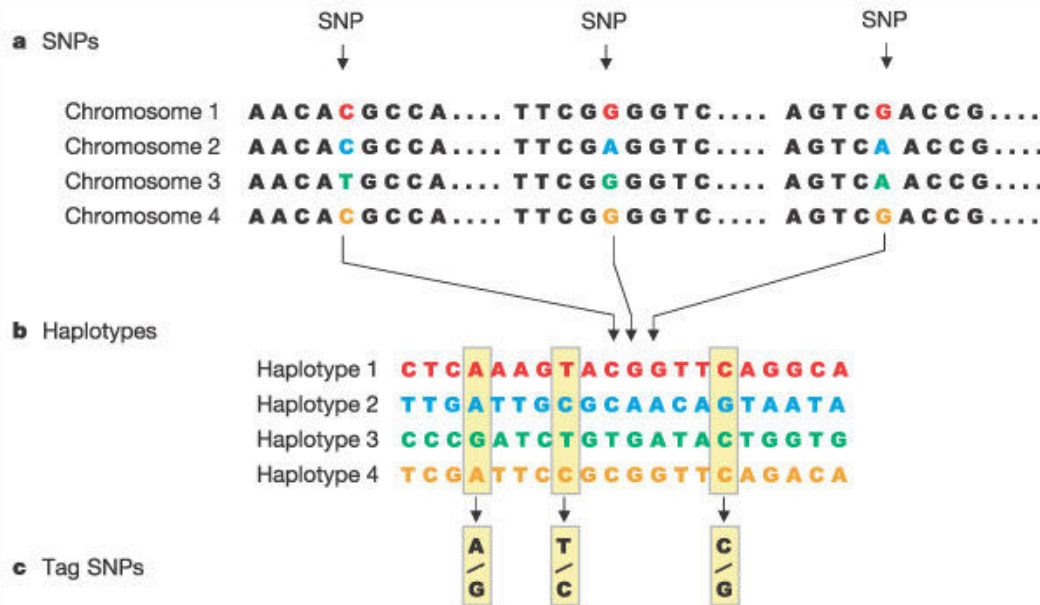 SNP SNP SNP
a SNPs
Chromosome 1 AACACGCCA.... TTCGGGGTC.... AGTCGACCG....
Chromosome 2 AACACGCCA.... TTCGAGGTC.... AGTCAACCG....
Chromosome 3 AACATGCCA.... TTCGGGGTC.... AGTCAACCG....
Chromosome 4 AACACGCCA.... TTCGGGGTC.... AGTCGACCG....
b Haplotypes
Haplotype 1 CTCAAAGTACGGTTCAGGCA
Haplotype 2 TTGATTGCGCAACAGTAATA
Haplotype 3 CCCGATCTGTGATACTGGTG
Haplotype 4 TCGATTCCGCGGTTCAGACA
c Tag SNPs A/G T/C C/G